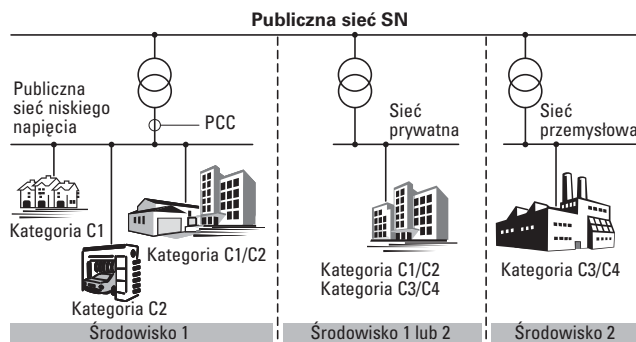 Publiczna sieć SN
Publiczna
sieć niskiego
napięcia
PCC
Sieć
prywatna
Sieć
przemysłowa
Kategoria C1
Kategoria C1/C2
Kategoria C2
Kategoria C1/C2
Kategoria C3/C4
Kategoria C3/C4
Środowisko 1
Środowisko 1 lub 2
Środowisko 2